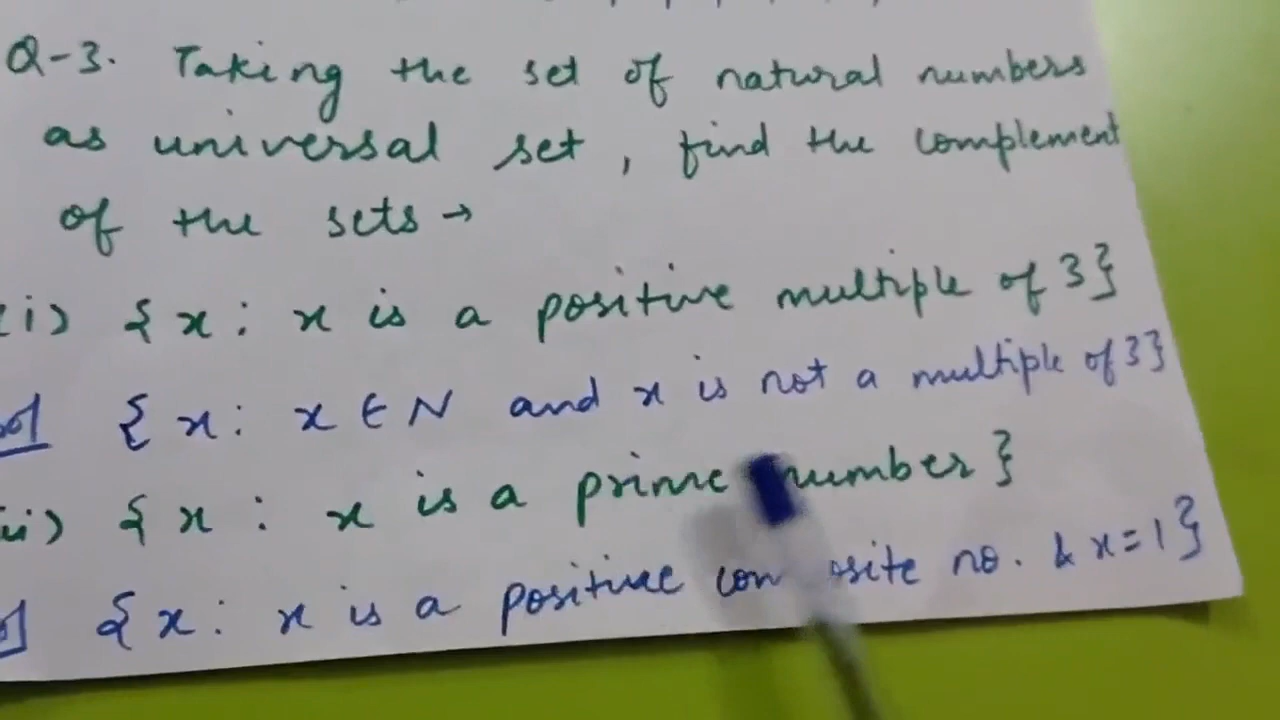 Q-3. Taking the set of natural numbers
as universal set, find the complement
of the sets →
(i) {x: x is a positive multiple of 3}
sol {x: x ∈ N and x is not a multiple of 3}
(ii) {x: x is a prime number}
{x: x is a positive no. & x=1}